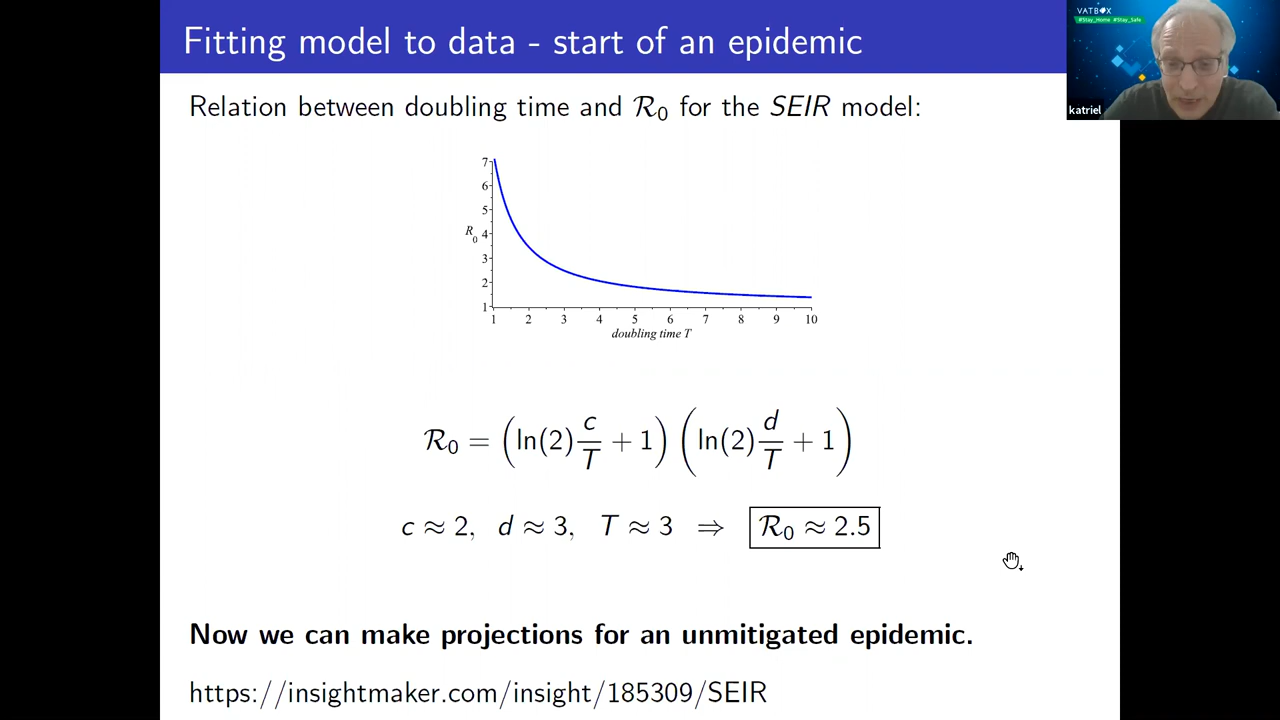 Fitting model to data - start of an epidemic
VATBOX
#Stay_Home #Stay_Safe
katriel
Relation between doubling time and R₀ for the SEIR model:
7
6
5
R₀ 4
3
2
1
1 2 3 4 5 6 7 8 9 10
doubling time T
R₀ = (ln(2) c/T + 1) (ln(2) d/T + 1)
c ≈ 2, d ≈ 3, T ≈ 3 ⇒ R₀ ≈ 2.5
Now we can make projections for an unmitigated epidemic.
https://insightmaker.com/insight/185309/SEIR